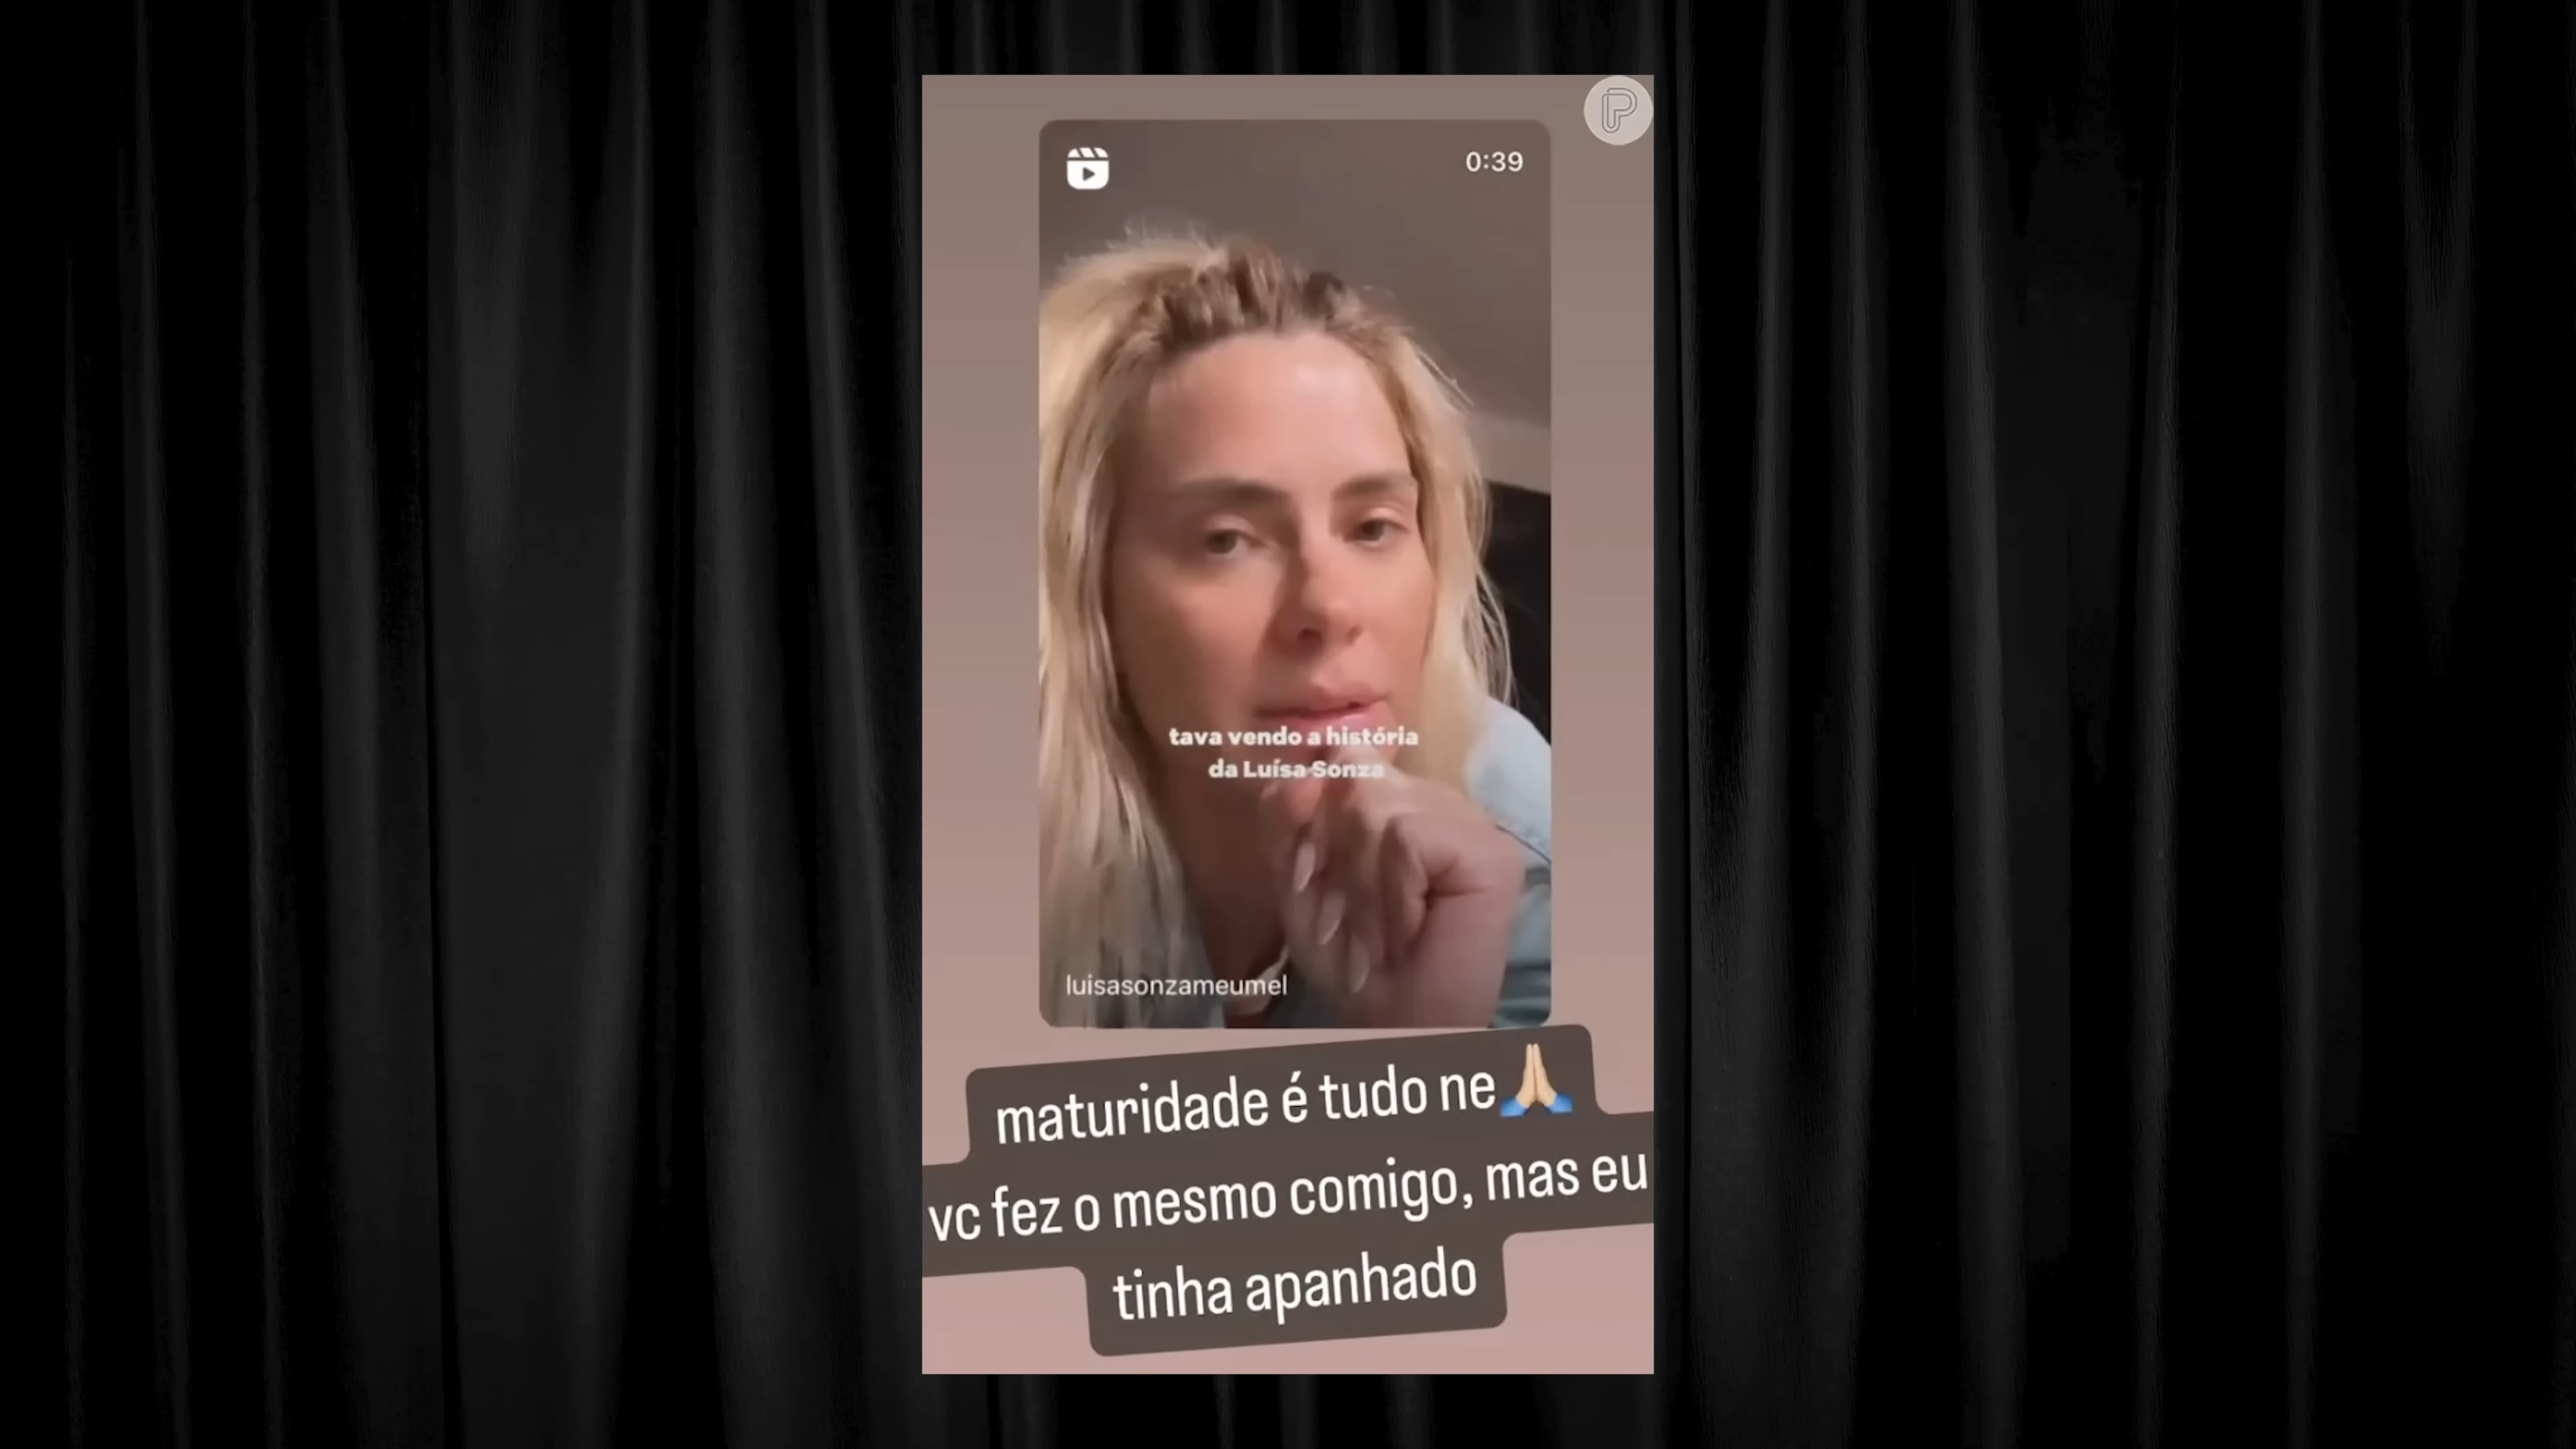 0:39
tava vendo a história
da Luísa Sonza
luisasonzameumel
maturidade é tudo ne🙏🏼
vc fez o mesmo comigo, mas eu
tinha apanhado